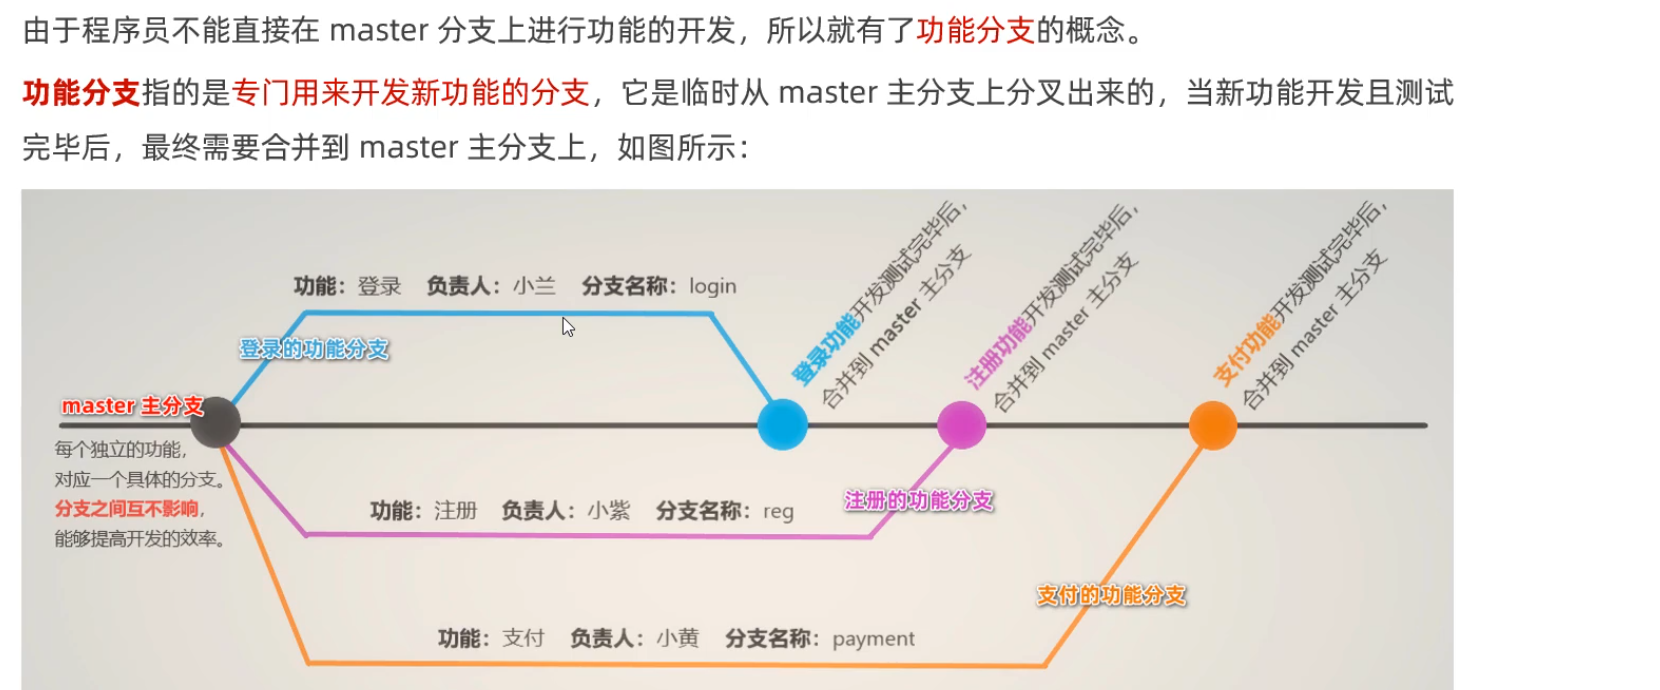 由于程序员不能直接在 master 分支上进行功能的开发，所以就有了功能分支的概念。
功能分支指的是专门用来开发新功能的分支，它是临时从 master 主分支上分叉出来的，当新功能开发且测试
完毕后，最终需要合并到 master 主分支上，如图所示：
功能：登录 负责人：小兰 分支名称：login
登录的功能分支
登录功能开发测试完毕后，
合并到 master 主分支
注册功能开发测试完毕后，
合并到 master 主分支
支付功能开发测试完毕后，
合并到 master 主分支
master 主分支
每个独立的功能，
对应一个具体的分支。
分支之间互不影响，
能够提高开发的效率。
功能：注册 负责人：小紫 分支名称：reg
注册的功能分支
支付的功能分支
功能：支付 负责人：小黄 分支名称：payment